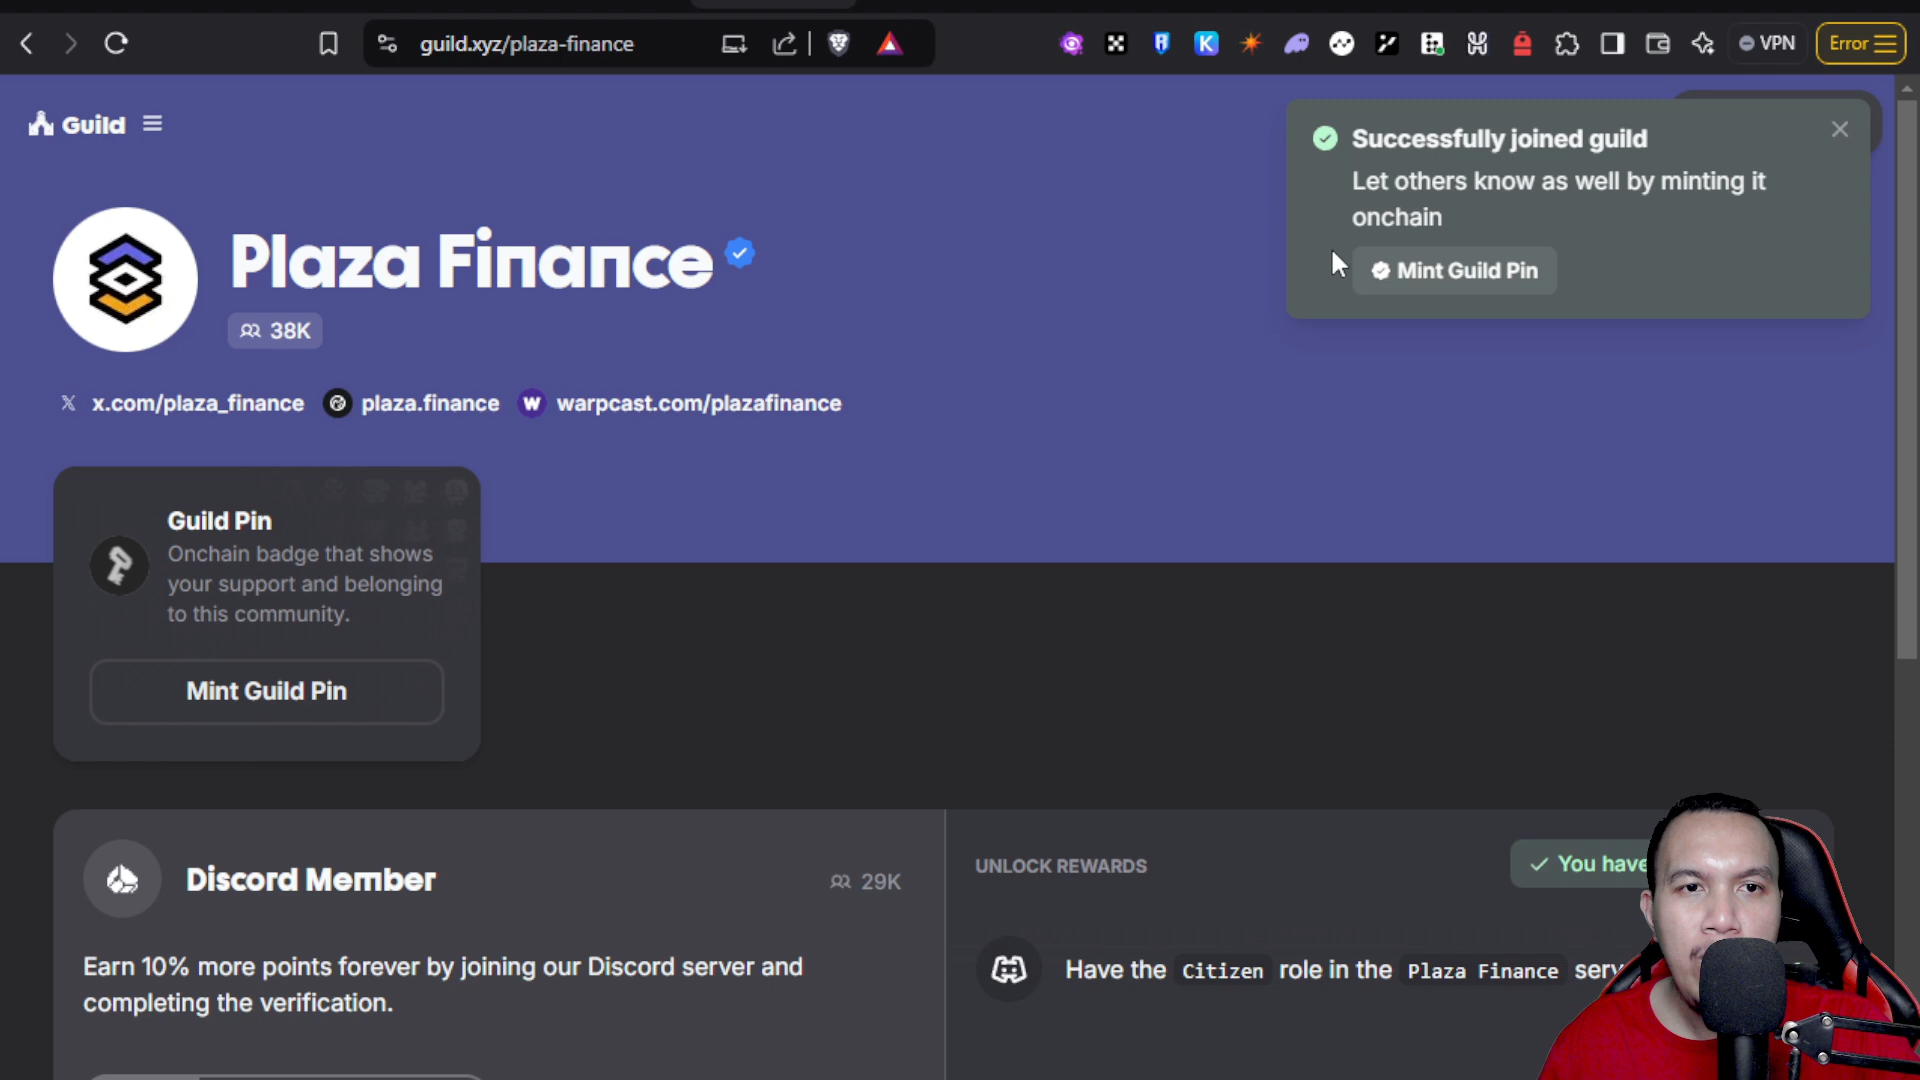 guild.xyz/plaza-finance
VPN
Error
Guild
Successfully joined guild
Let others know as well by minting it
onchain
Mint Guild Pin
Plaza Finance
38K
x.com/plaza_finance
plaza.finance
warpcast.com/plazafinance
Guild Pin
Onchain badge that shows
your support and belonging
to this community.
Mint Guild Pin
Discord Member
29K
Earn 10% more points forever by joining our Discord server and
completing the verification.
UNLOCK REWARDS
You have
Have the Citizen role in the Plaza Finance serv